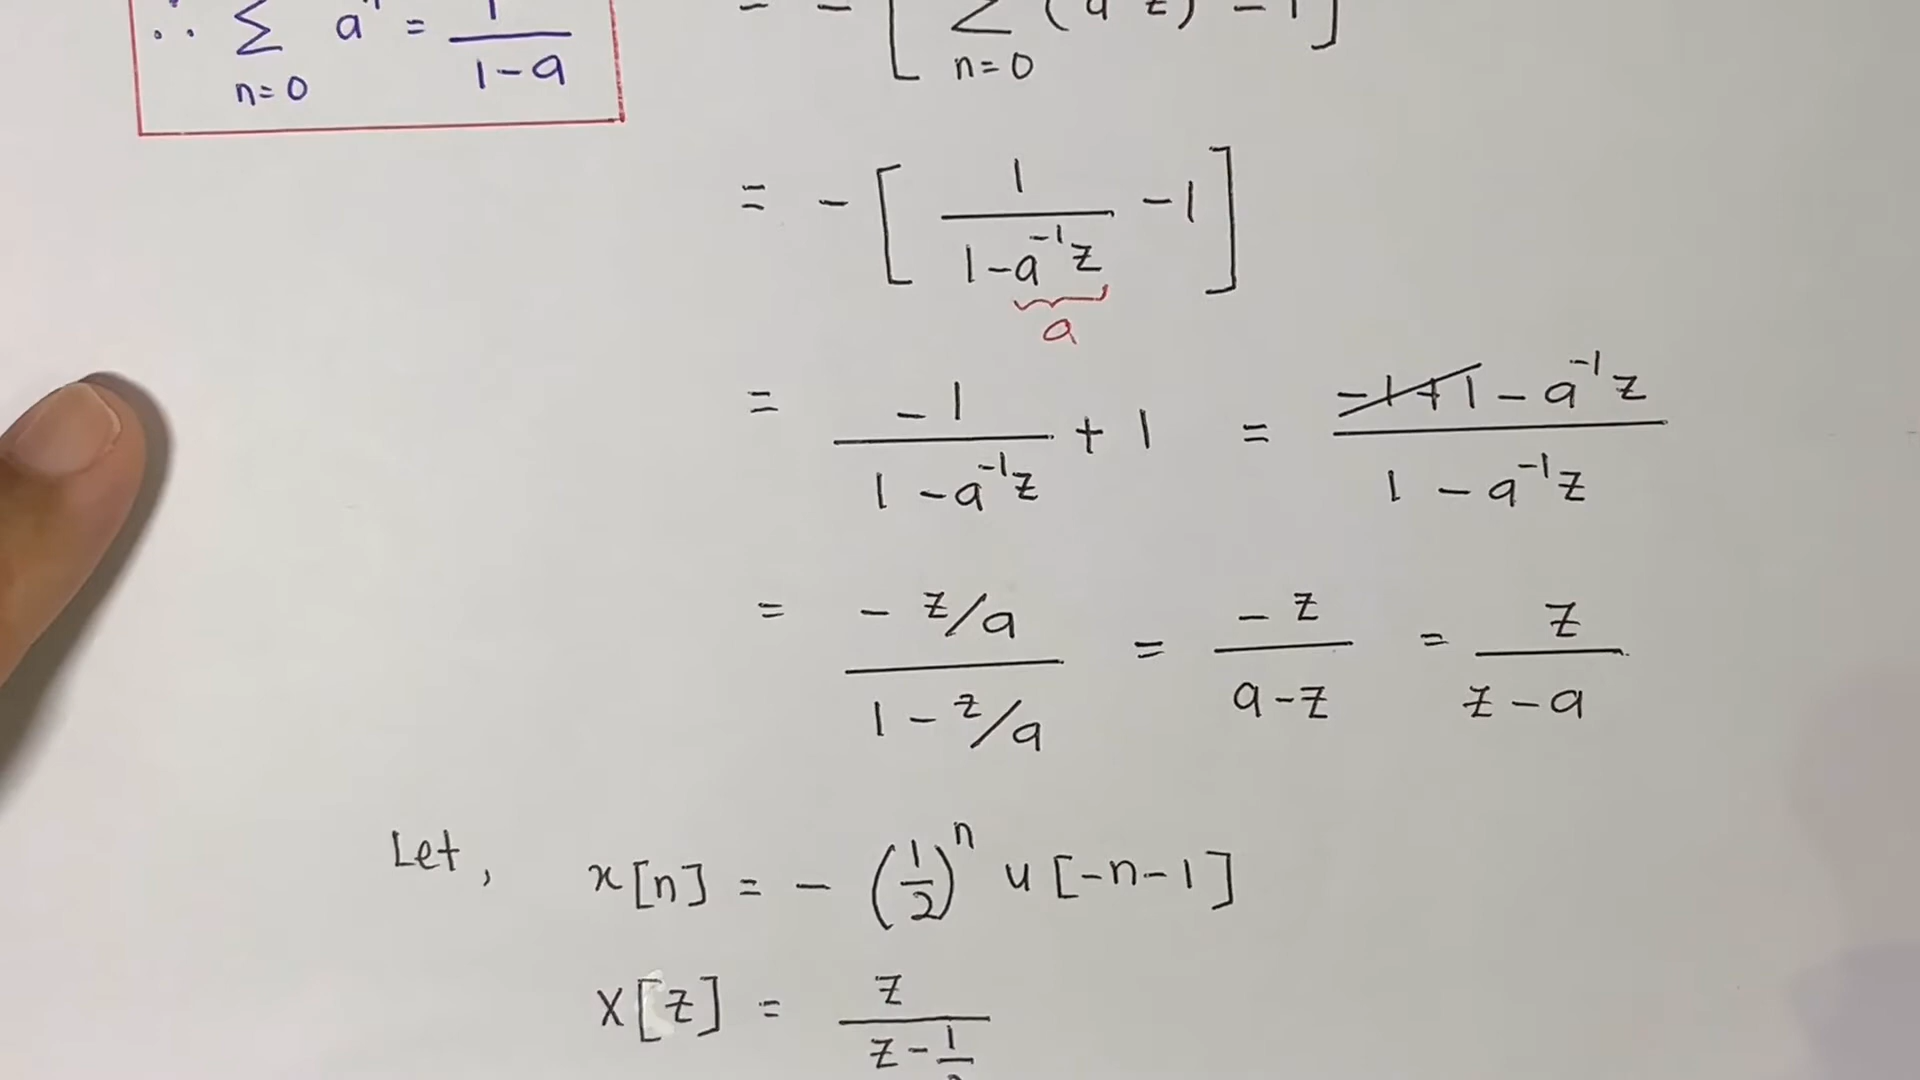 ∴ ∑ n=0 aⁿ = 1/(1-a)
= - [ ∑ n=0 (a z) - 1 ]
= - [ 1/(1-a⁻¹z) - 1 ]
a
= -1/(1-a⁻¹z) + 1 = (-1+1-a⁻¹z)/(1-a⁻¹z)
= (-z/a)/(1-z/a) = -z/(a-z) = z/(z-a)
Let, x[n] = -(1/2)ⁿ u[-n-1]
X[z] = z/(z-1/2)